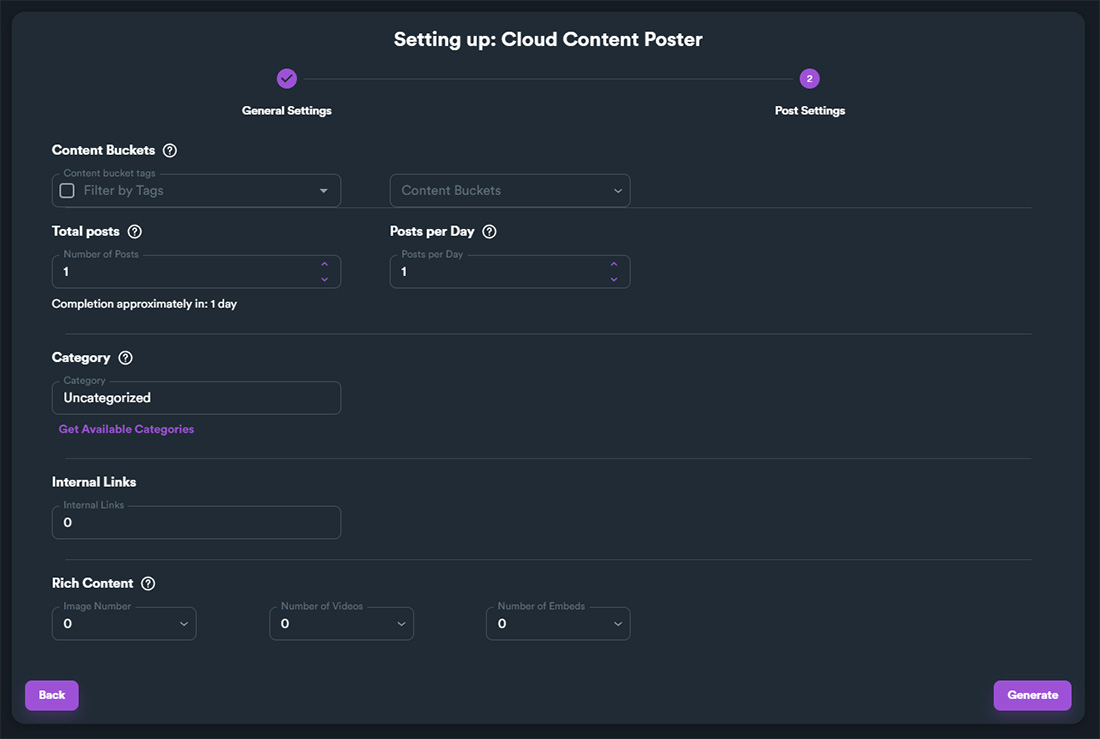 Setting up: Cloud Content Poster
2
General Settings
Post Settings
Content Buckets ?
Content bucket tags
Filter by Tags
Content Buckets
Total posts ?
Posts per Day ?
Number of Posts
1
Posts per Day
1
Completion approximately in: 1 day
Category ?
Category
Uncategorized
Get Available Categories
Internal Links
Internal Links
0
Rich Content ?
Image Number
0
Number of Videos
0
Number of Embeds
0
Back
Generate